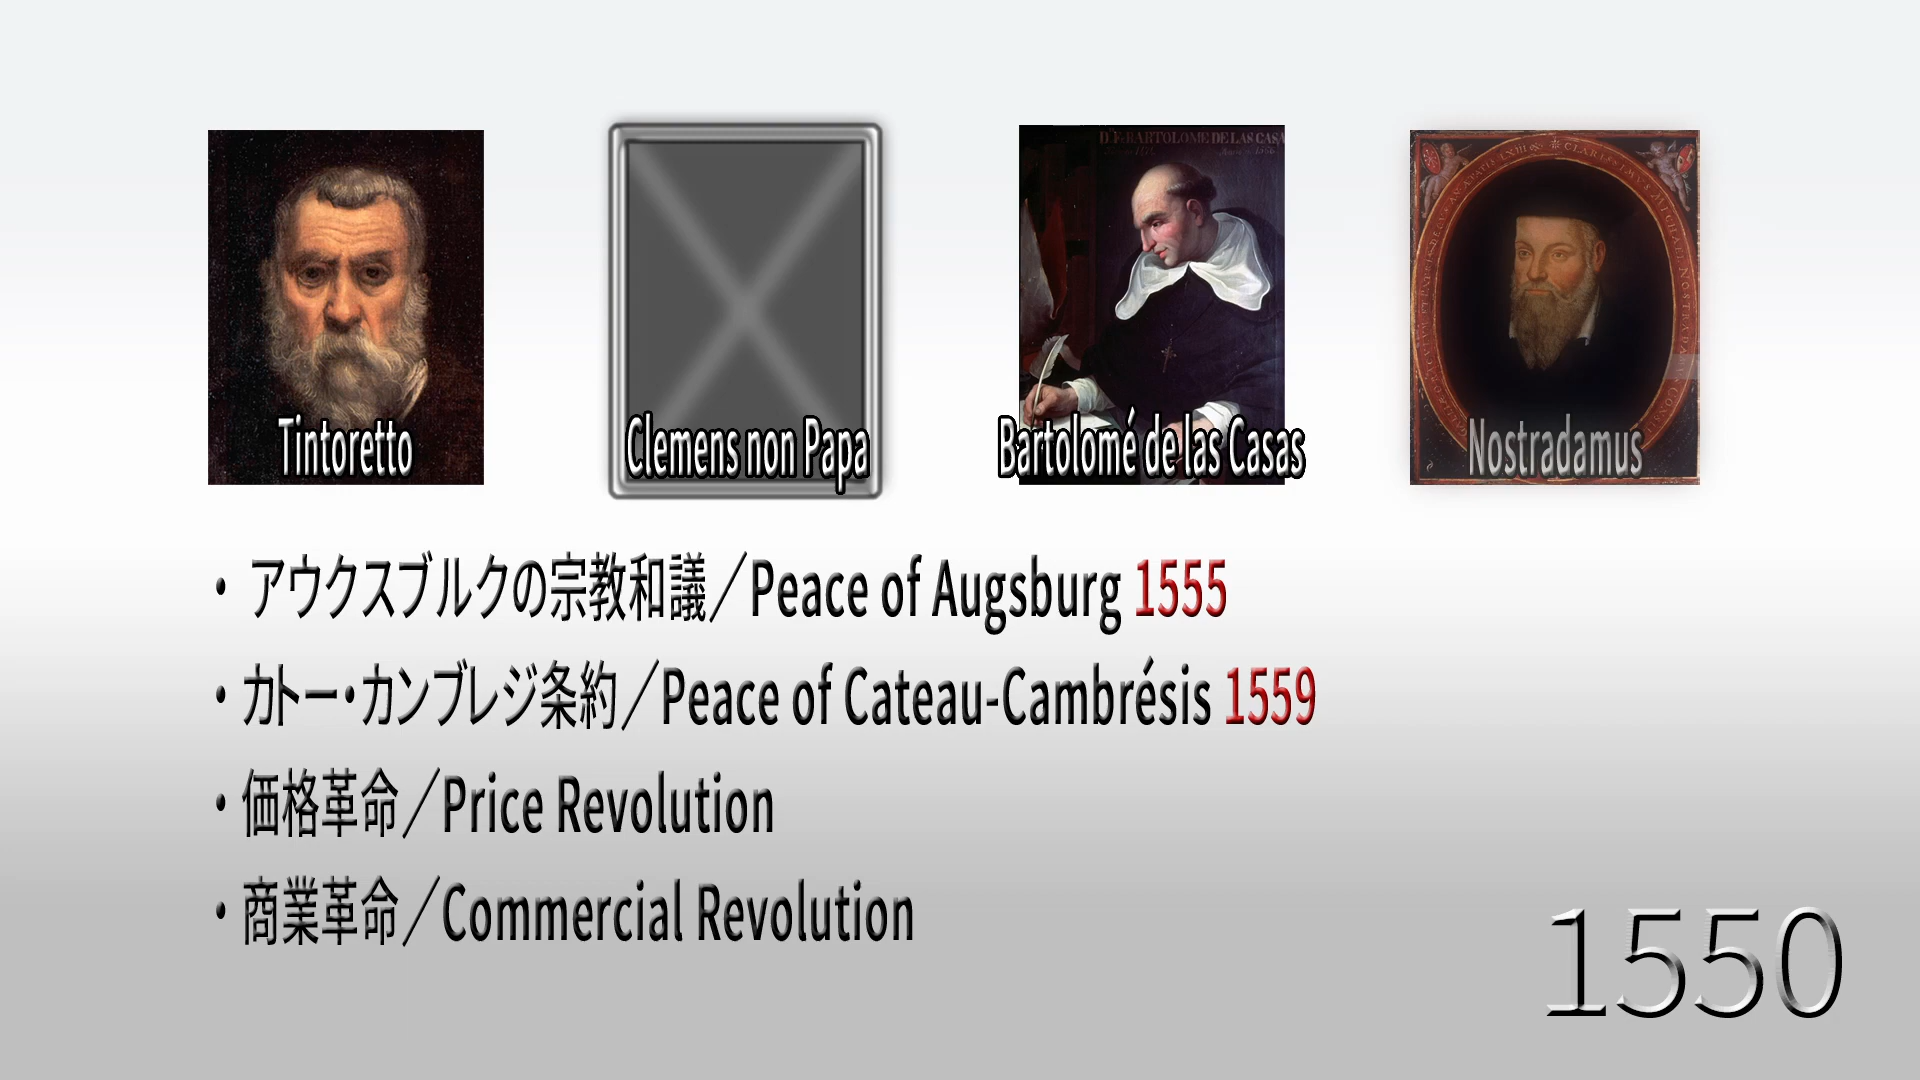 Tintoretto
Clemens non Papa
Bartolomé de las Casas
Nostradamus
・アウクスブルクの宗教和議／Peace of Augsburg 1555
・カトー・カンブレジ条約／Peace of Cateau-Cambrésis 1559
・価格革命／Price Revolution
・商業革命／Commercial Revolution
1550